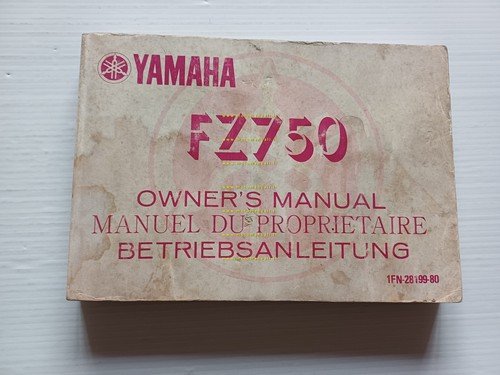 YAMAHA
FZ750
OWNER'S MANUAL
MANUEL DU PROPRIETAIRE
BETRIEBSANLEITUNG
1FN-28199-80